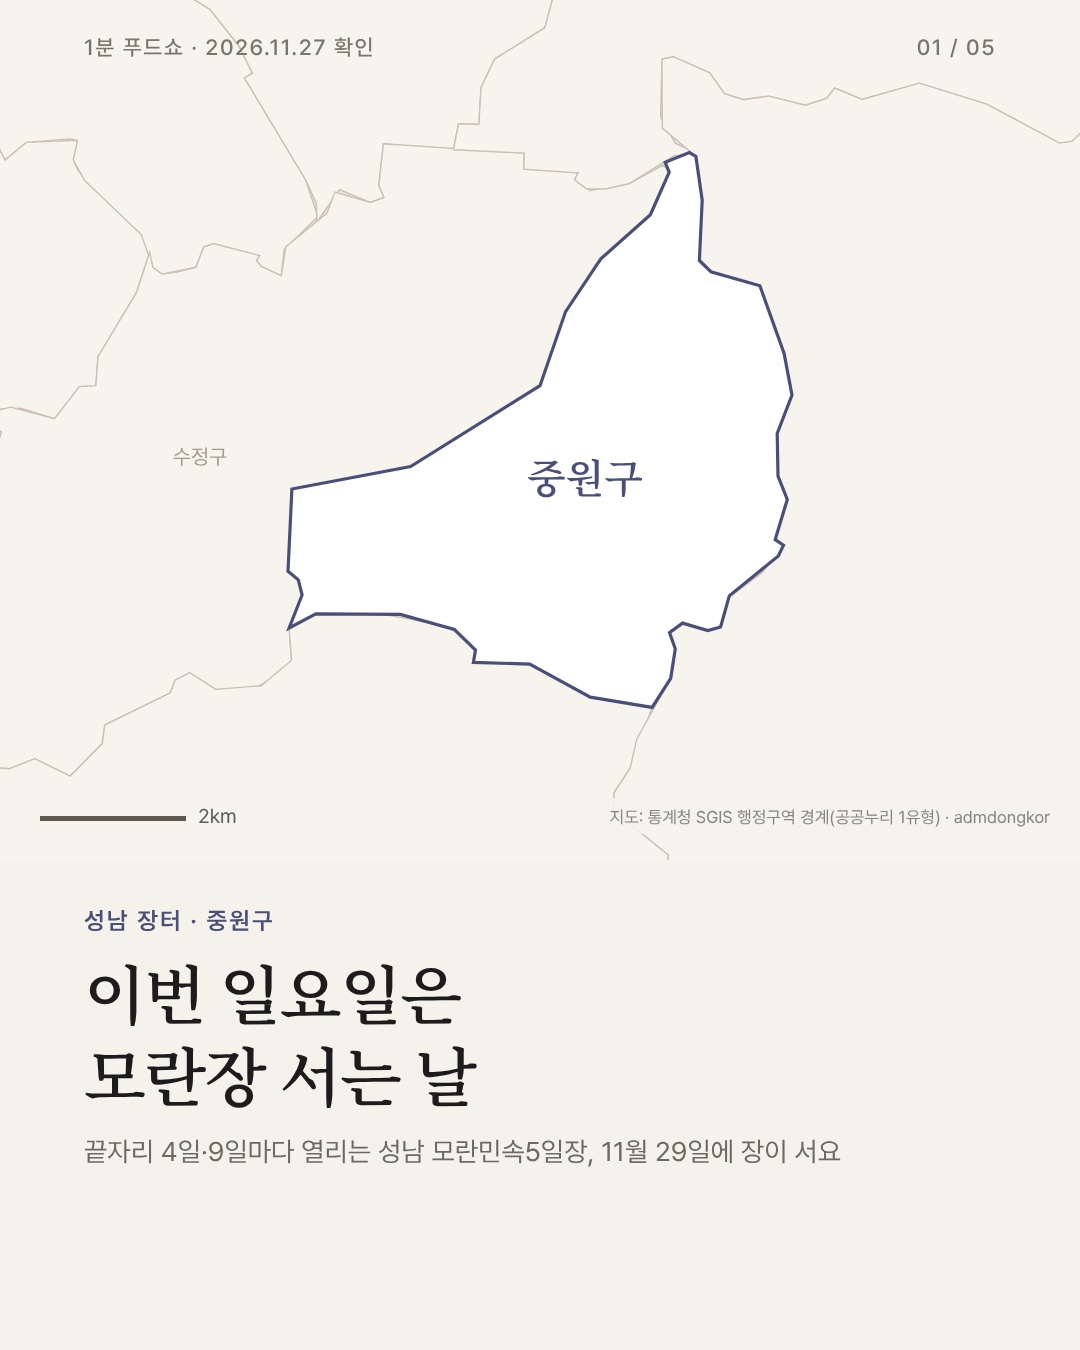 1분 푸드쇼 · 2026.11.27 확인
01 / 05
수정구
중원구
2km
지도: 통계청 SGIS 행정구역 경계(공공누리 1유형) · admdongkor
성남 장터 · 중원구
이번 일요일은
모란장 서는 날
끝자리 4일·9일마다 열리는 성남 모란민속5일장, 11월 29일에 장이 서요